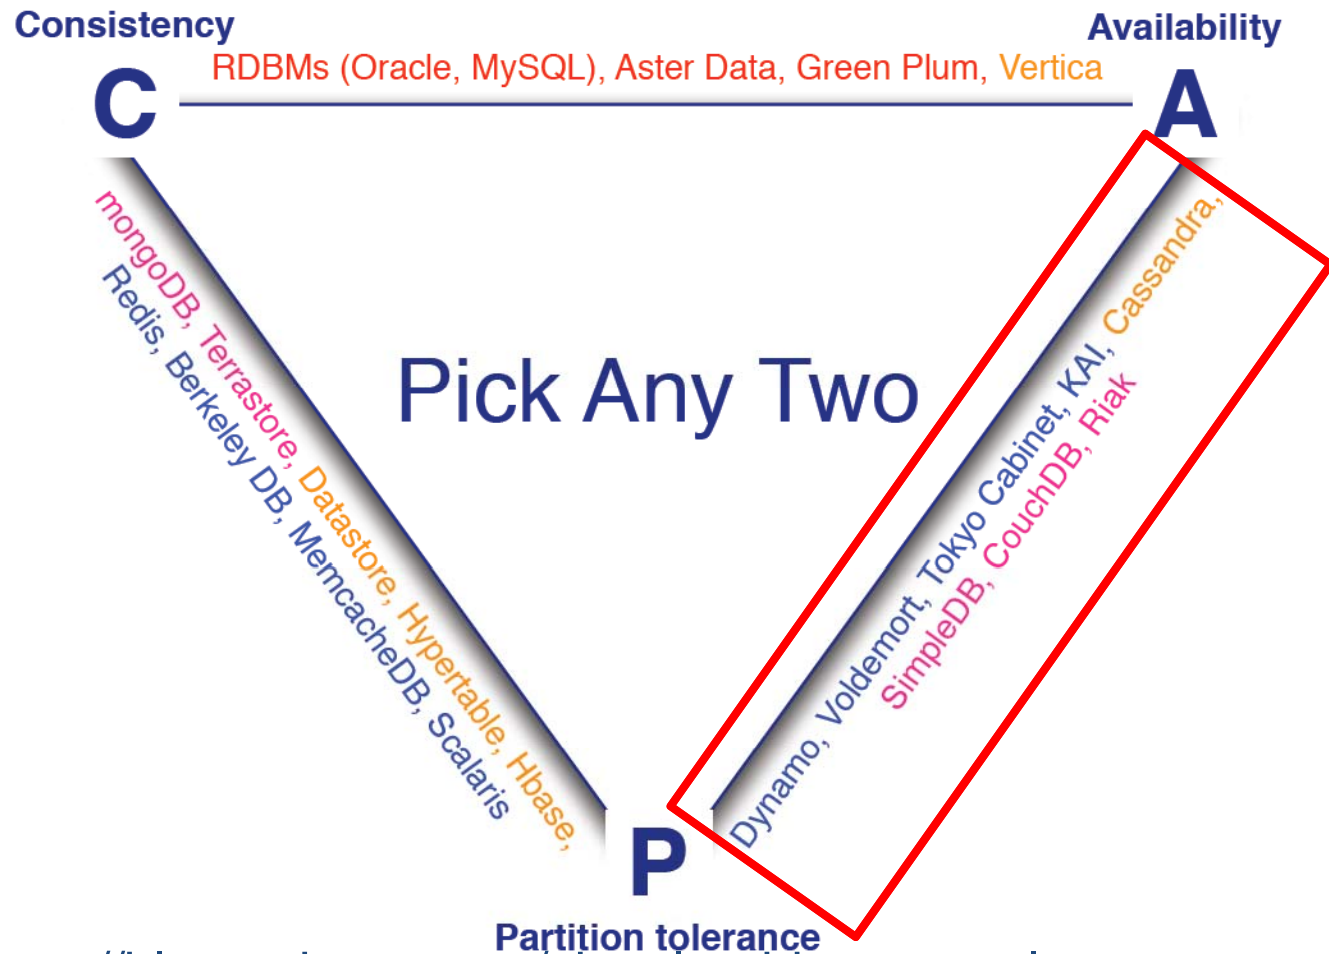 Consistency
Availability
RDBMs (Oracle, MySQL), Aster Data, Green Plum, Vertica
C
A
mongoDB, Terrastore, Datastore, Hypertable, Hbase,
Redis, Berkeley DB, MemcacheDB, Scalaris
Pick Any Two
Dynamo, Voldemort, Tokyo Cabinet, KAI, Cassandra,
SimpleDB, CouchDB, Riak
P
Partition tolerance